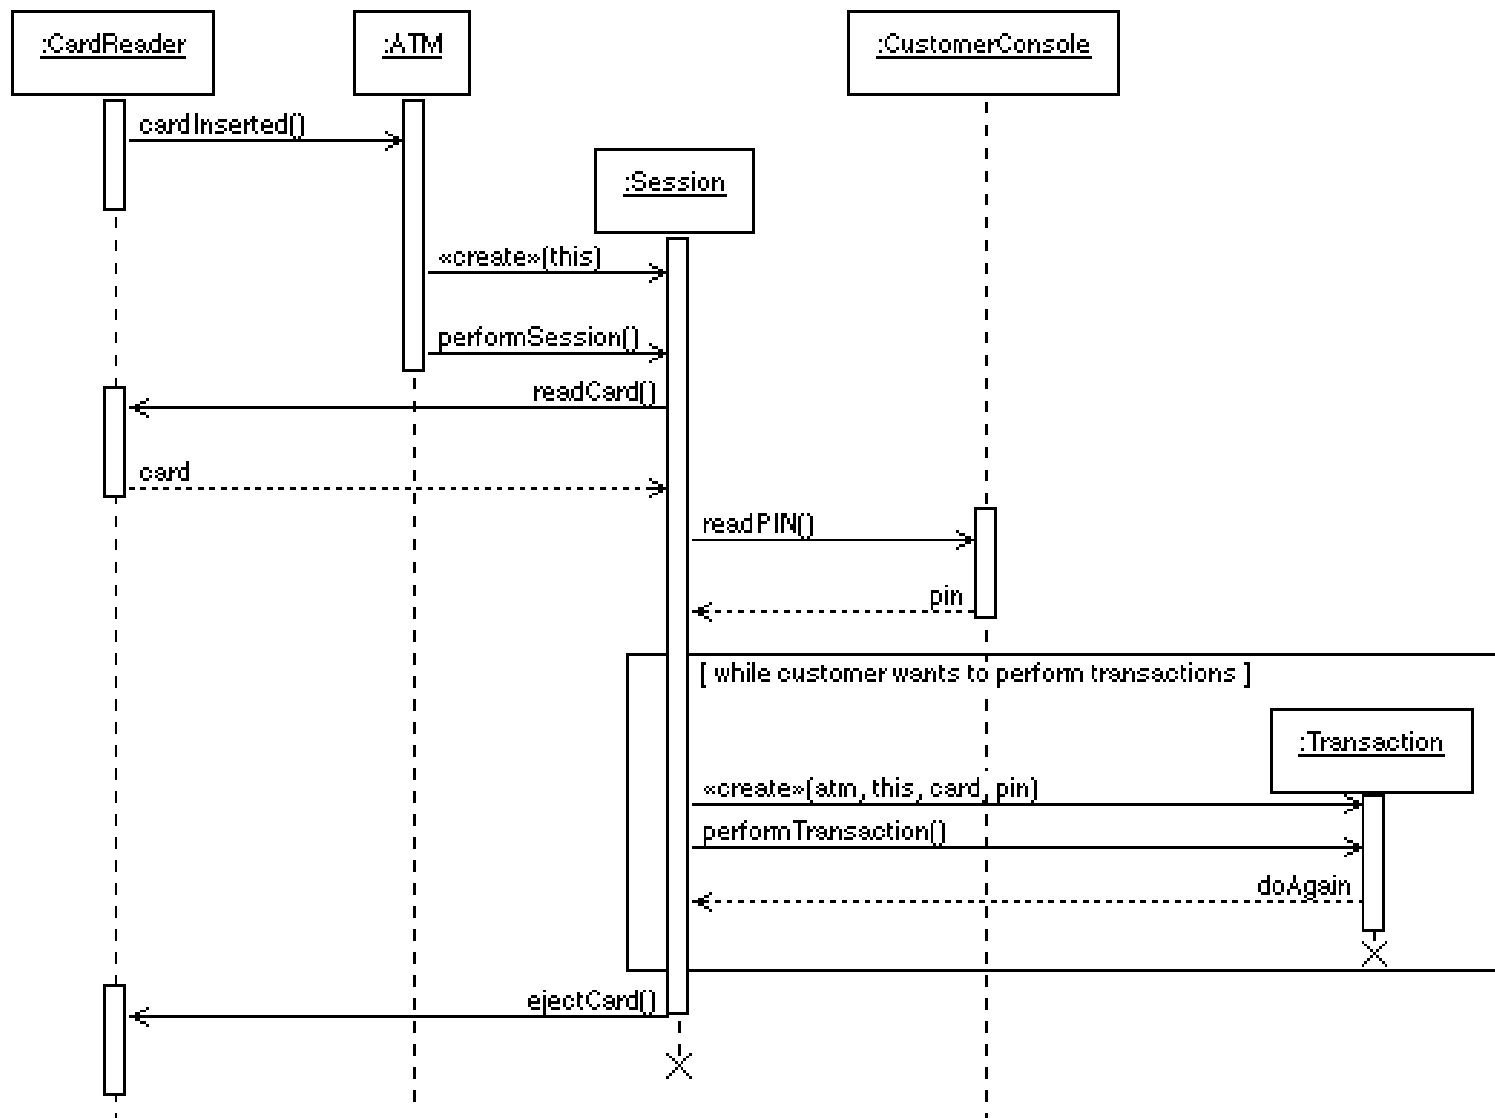 :CardReader
:ATM
:CustomerConsole
cardInserted()
:Session
«create»(this)
performSession()
readCard()
card
readPIN()
pin
[ while customer wants to perform transactions ]
:Transaction
«create»(atm, this, card, pin)
performTransaction()
doAgain
ejectCard()